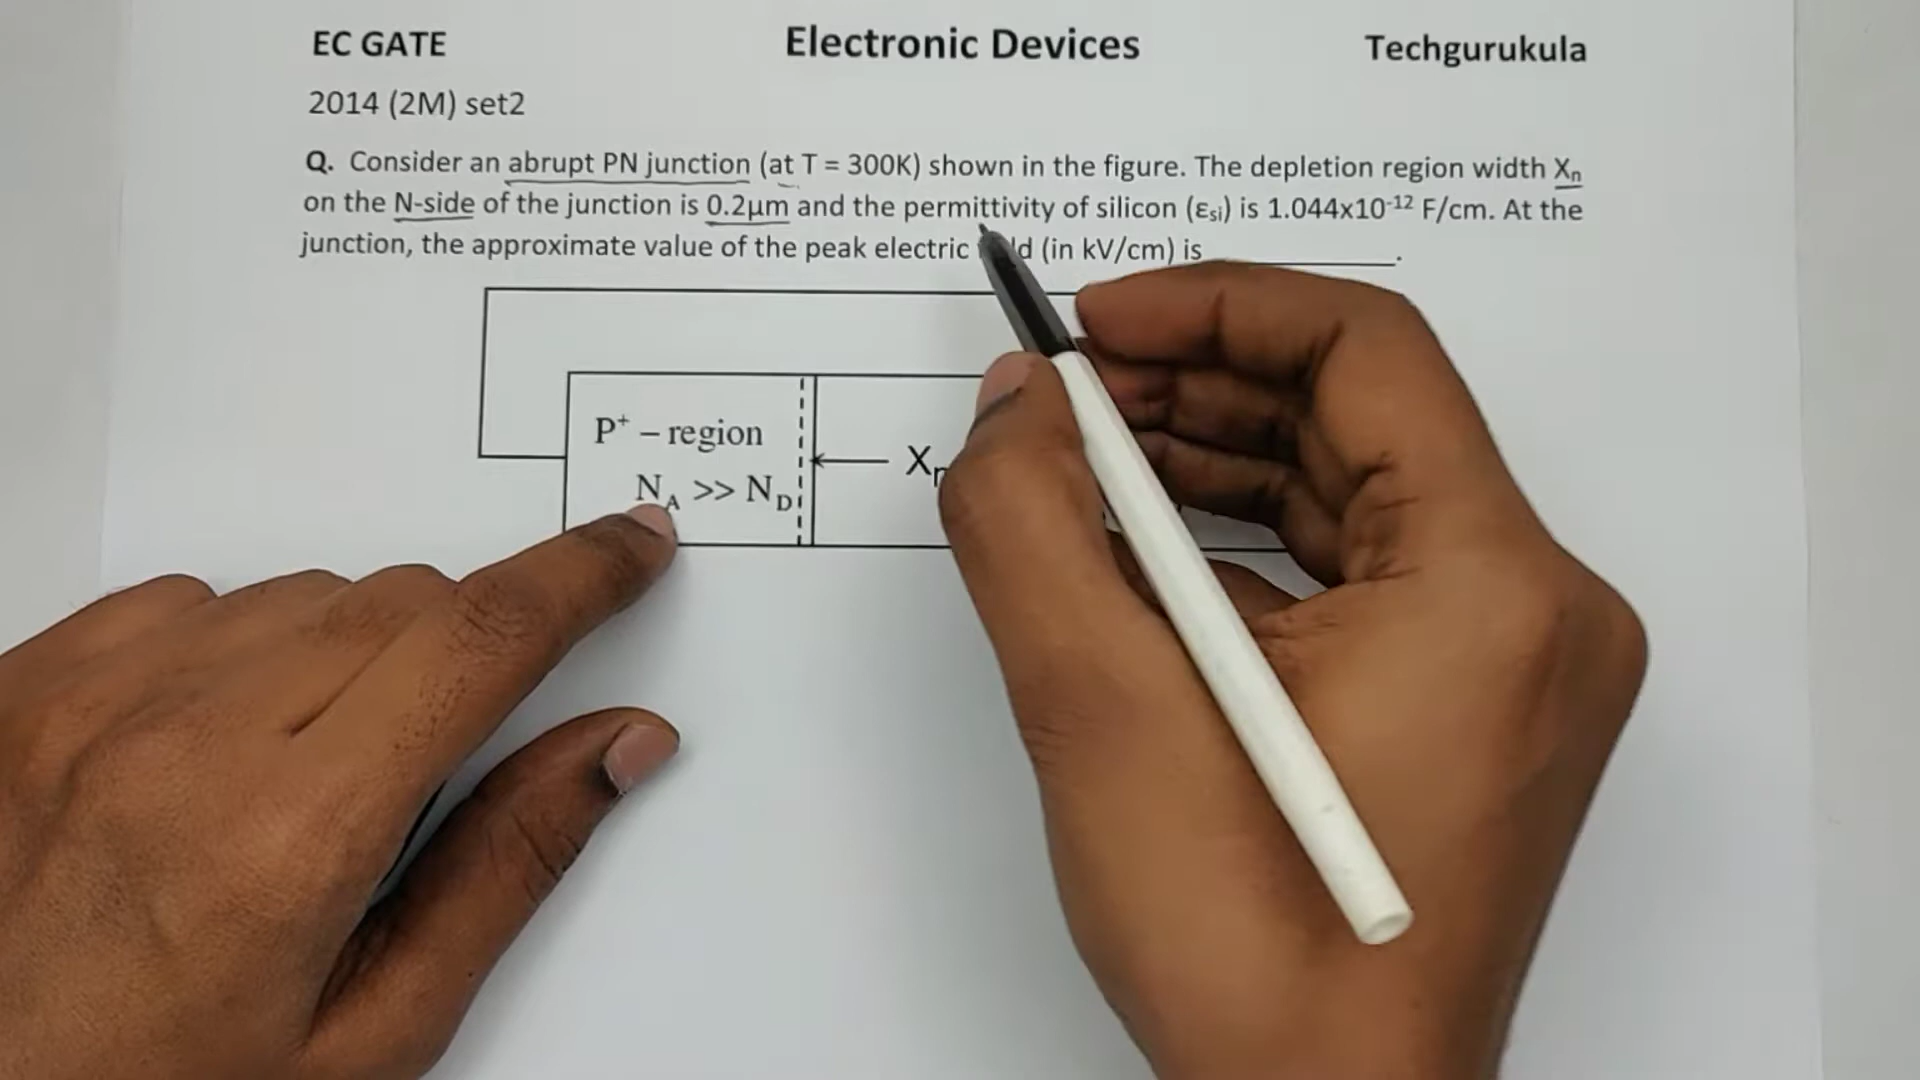 EC GATE
Electronic Devices
Techgurukula
2014 (2M) set2
Q. Consider an abrupt PN junction (at T = 300K) shown in the figure. The depletion region width Xₙ
on the N-side of the junction is 0.2μm and the permittivity of silicon (εsi) is 1.044x10⁻¹² F/cm. At the
junction, the approximate value of the peak electric (in kV/cm) is ____________.
P⁺ – region
N_A >> N_D